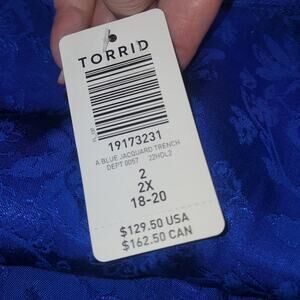 TORRID
19173231
A BLUE JACQUARD TRENCH
DEPT 0057 22HOL2
2
2X
18-20
$129.50 USA
$162.50 CAN